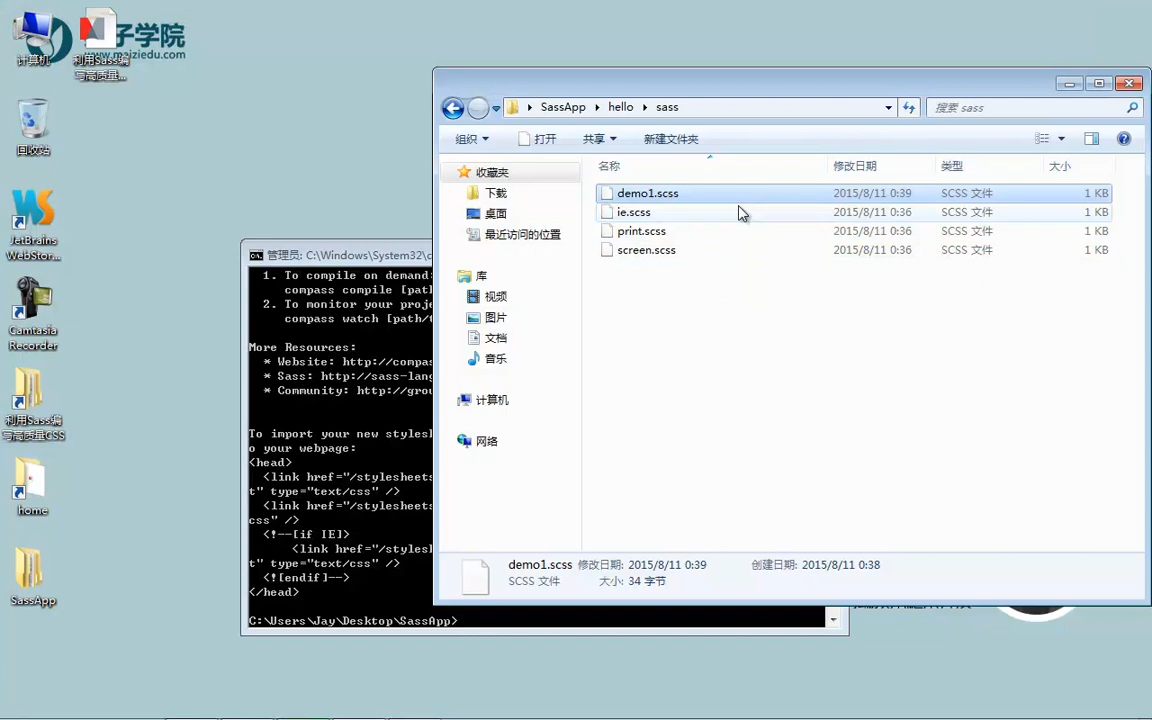 子学院
www.maiziedu.com
计算机
利用Sass编
写高质量...
回收站
JetBrains
WebStor...
Camtasia
Recorder
利用Sass编
写高质量CSS
home
SassApp
SassApp
hello
sass
搜索 sass
组织
打开
共享
新建文件夹
收藏夹
下载
桌面
最近访问的位置
库
视频
图片
文档
音乐
计算机
网络
名称 修改日期 类型 大小
demo1.scss 2015/8/11 0:39 SCSS 文件 1 KB
ie.scss 2015/8/11 0:36 SCSS 文件 1 KB
print.scss 2015/8/11 0:36 SCSS 文件 1 KB
screen.scss 2015/8/11 0:36 SCSS 文件 1 KB
demo1.scss 修改日期: 2015/8/11 0:39 创建日期: 2015/8/11 0:38
SCSS 文件 大小: 34 字节
管理员: C:\Windows\System32\c
1. To compile on demand:
compass compile [pat
2. To monitor your proje
compass watch [path/t
More Resources:
* Website: http://compas
* Sass: http://sass-lang
* Community: http://grou
To import your new styles
o your webpage:
<head>
<link href="/stylesheets
t" type="text/css" />
<link href="/stylesheets
css" />
<!--[if IE]>
<link href="/styles
t" type="text/css" />
<![endif]-->
</head>
C:\Users\Jay\Desktop\SassApp>